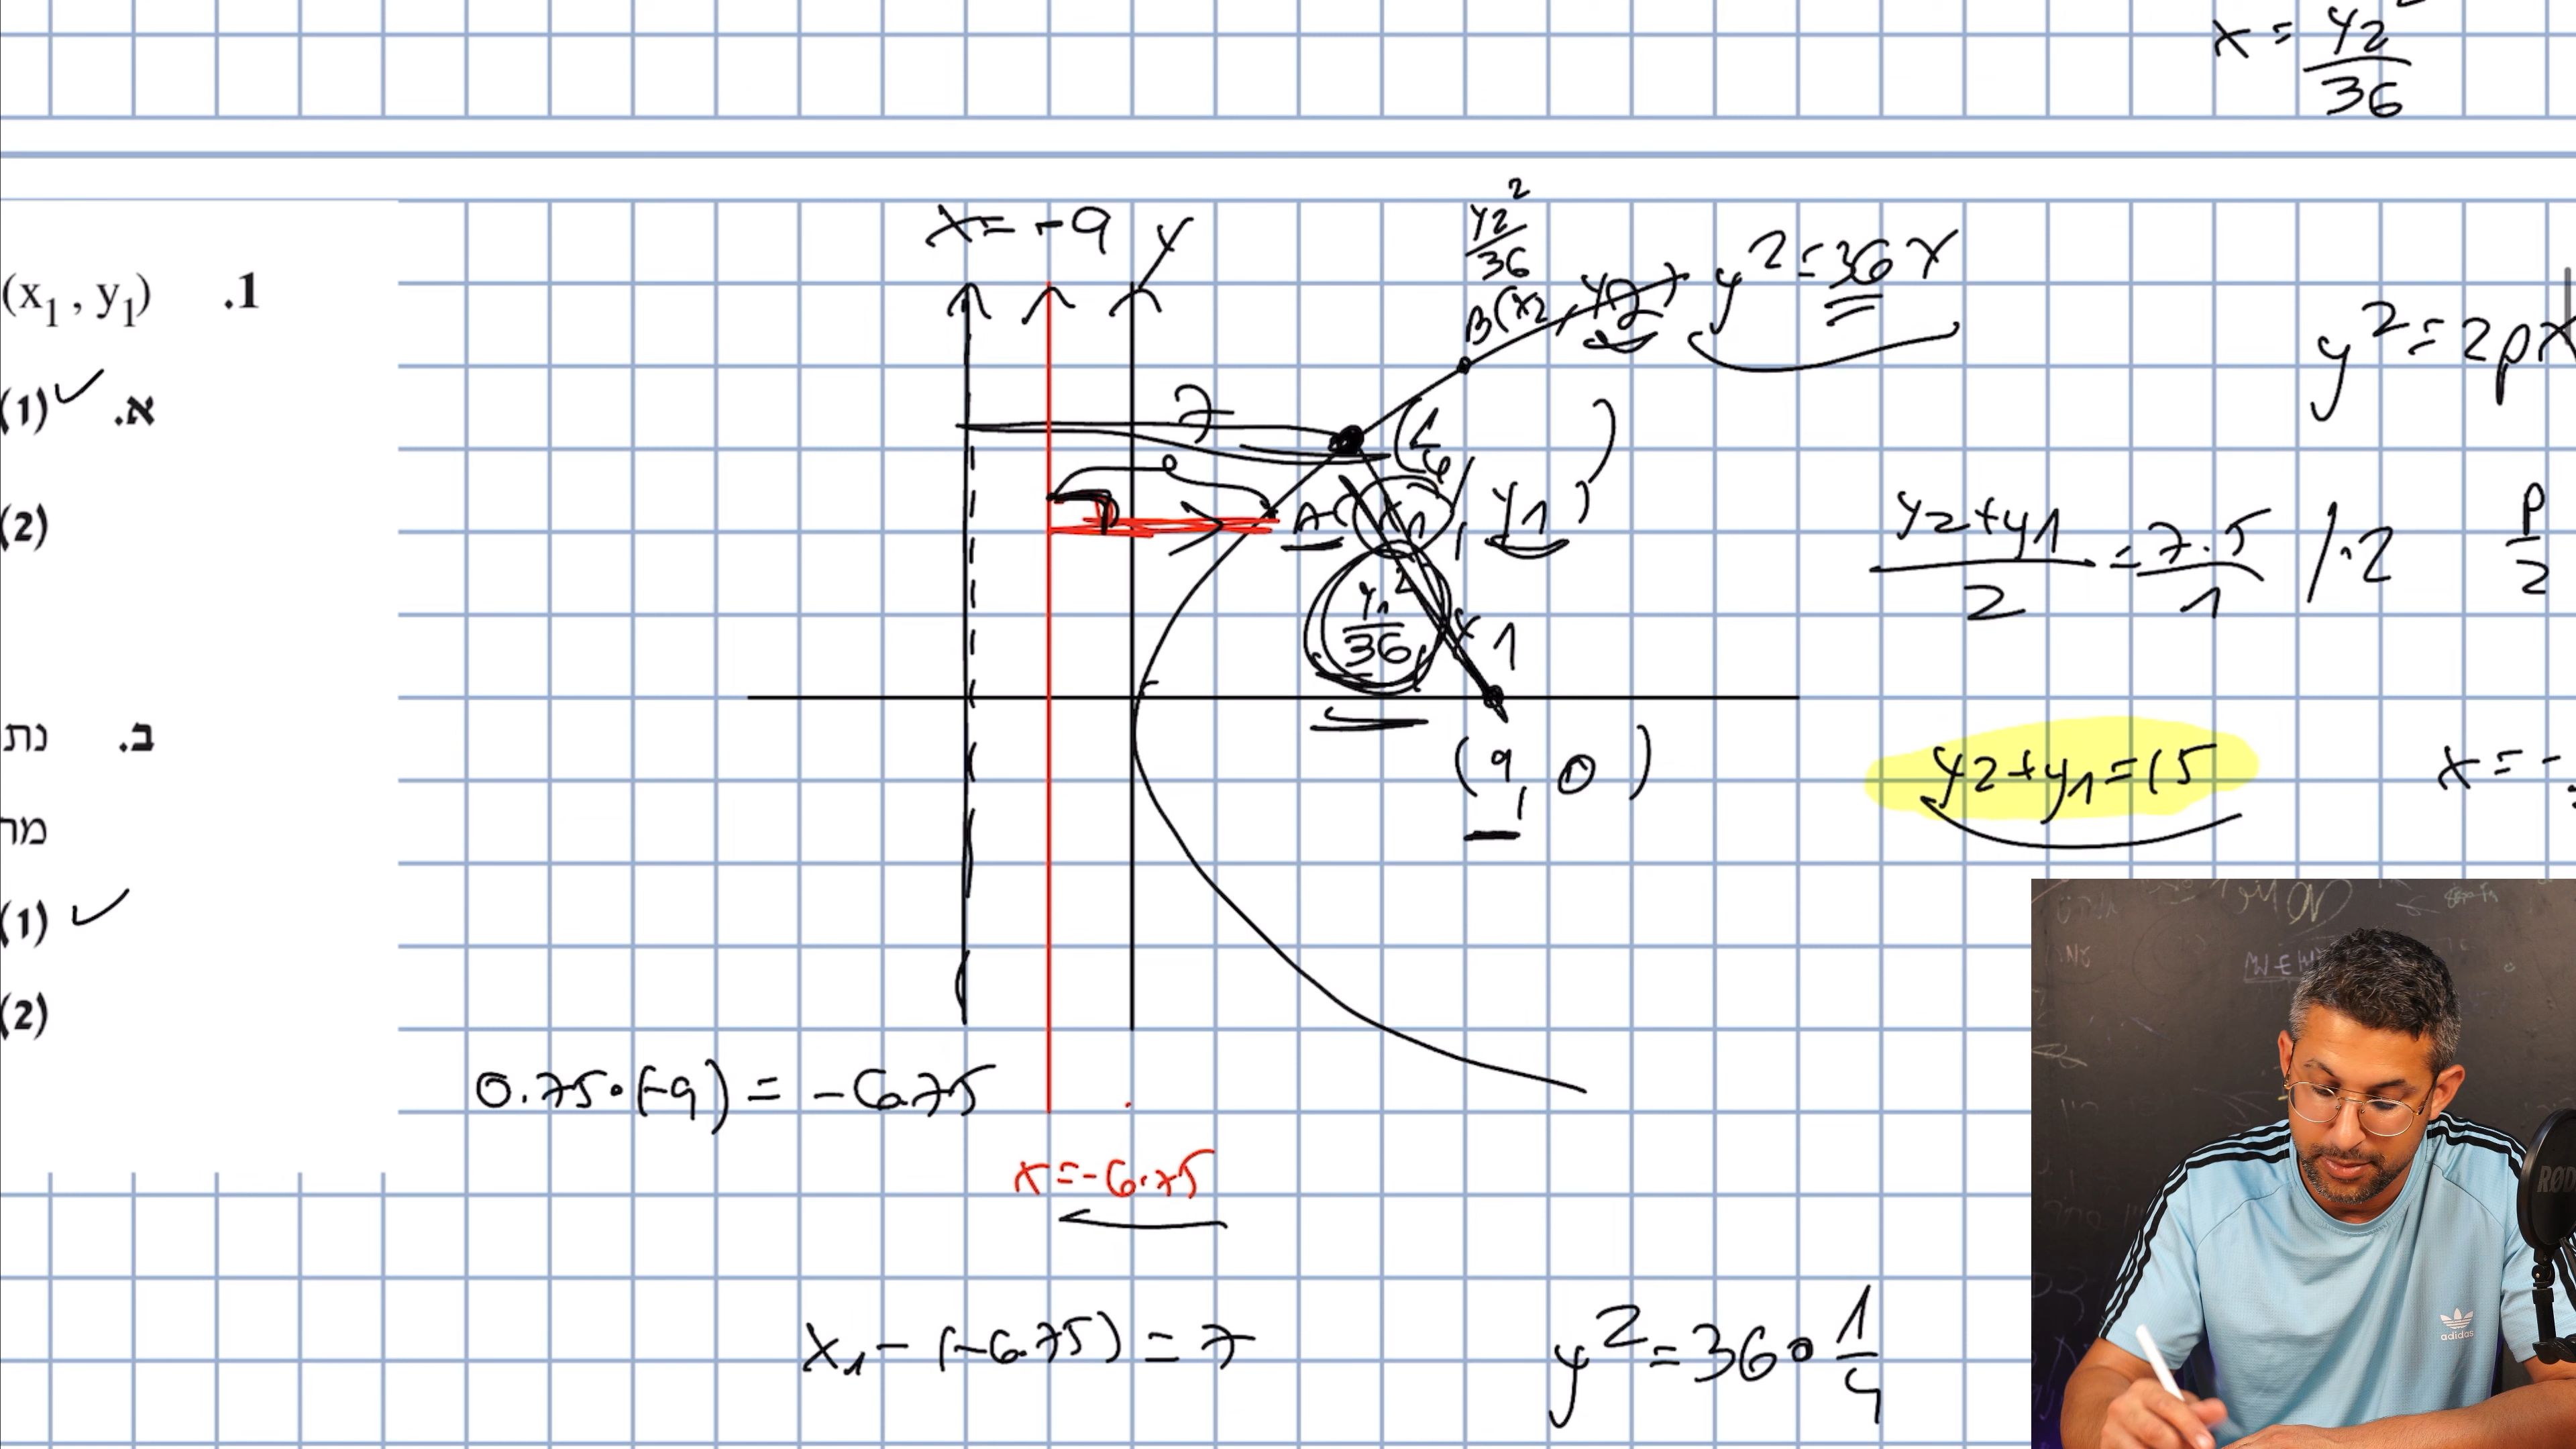 x = y2²/36
x = -9
y
y2²/36
B(x2, y2)
y² = 36x
y² = 2px
.1 (x₁ , y₁)
א. (1) ✓
7
A(x1, y1)
(2)
y2+y1/2 = 7.5/1 /·2
p/2
y1²/36
ב. נת
(9, 0)
y2+y1=15
x = -
מר
(1) ✓
(2)
0.75·(-9) = -6.75
x=-6.75
x1 - (-6.75) = 7
y² = 36·1/4
adidas